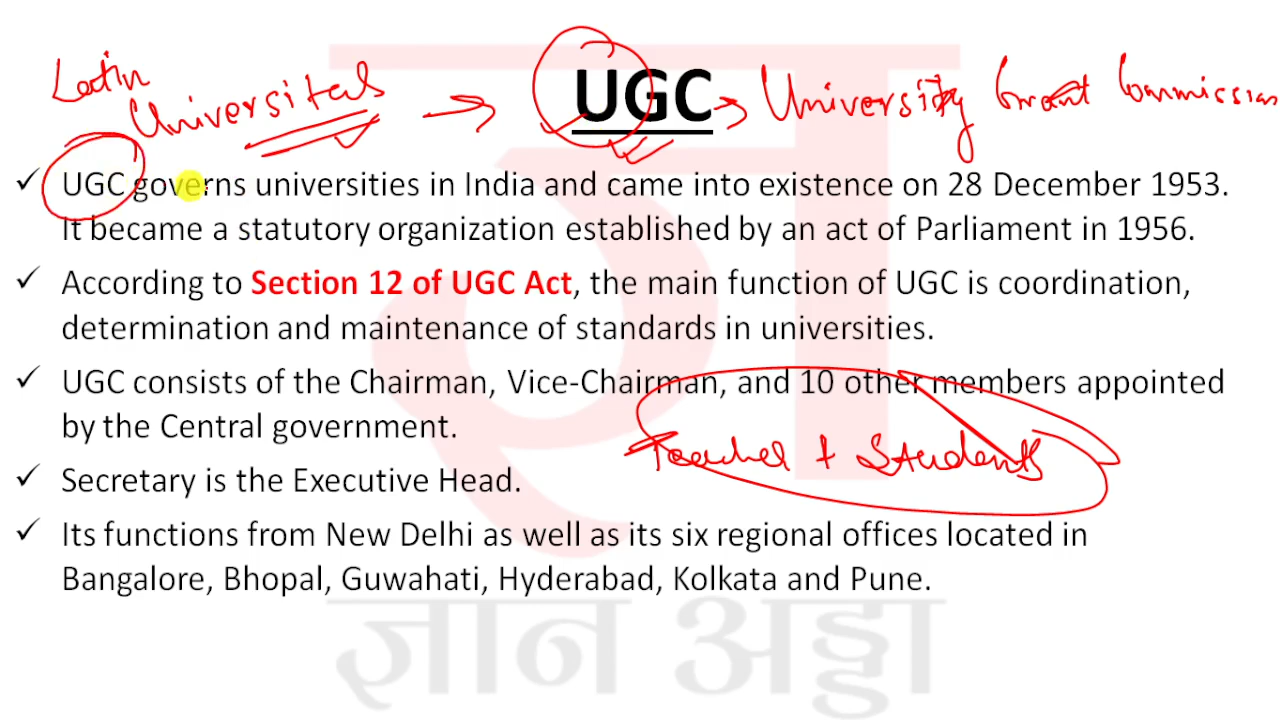 Latin
Universitas → UGC → University Grant Commission
✓ UGC governs universities in India and came into existence on 28 December 1953.
It became a statutory organization established by an act of Parliament in 1956.
✓ According to Section 12 of UGC Act, the main function of UGC is coordination,
determination and maintenance of standards in universities.
✓ UGC consists of the Chairman, Vice-Chairman, and 10 other members appointed
by the Central government.
Teacher + Students
✓ Secretary is the Executive Head.
✓ Its functions from New Delhi as well as its six regional offices located in
Bangalore, Bhopal, Guwahati, Hyderabad, Kolkata and Pune.
ज्ञान अड्डा